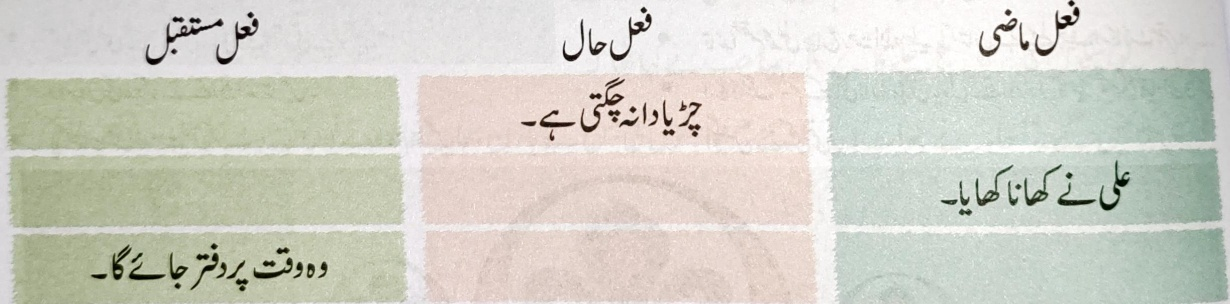 فعل ماضی
فعل حال
فعل مستقبل
چڑیا دانہ چگتی ہے۔
علی نے کھانا کھایا۔
وہ وقت پر دفتر جائے گا۔